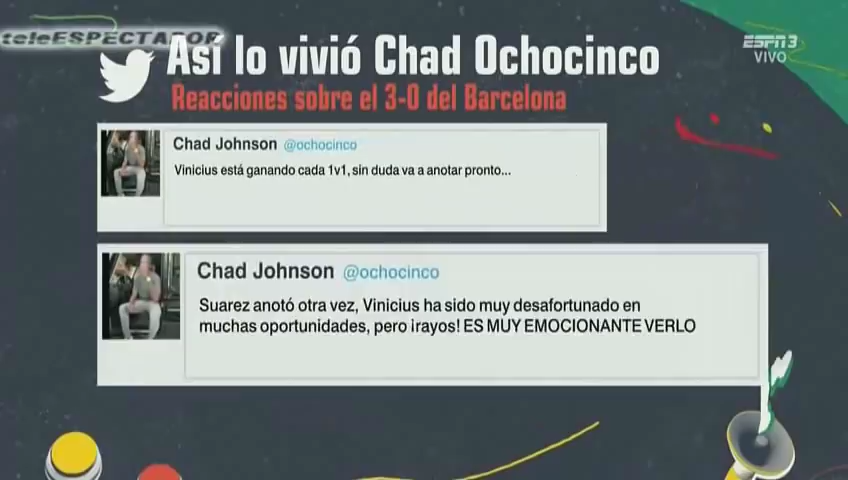 teleESPECTADOR
Así lo vivió Chad Ochocinco
ESPN3
VIVO
Reacciones sobre el 3-0 del Barcelona
Chad Johnson @ochocinco
Vinicius está ganando cada 1v1, sin duda va a anotar pronto...
Chad Johnson @ochocinco
Suarez anotó otra vez, Vinicius ha sido muy desafortunado en
muchas oportunidades, pero ¡rayos! ES MUY EMOCIONANTE VERLO